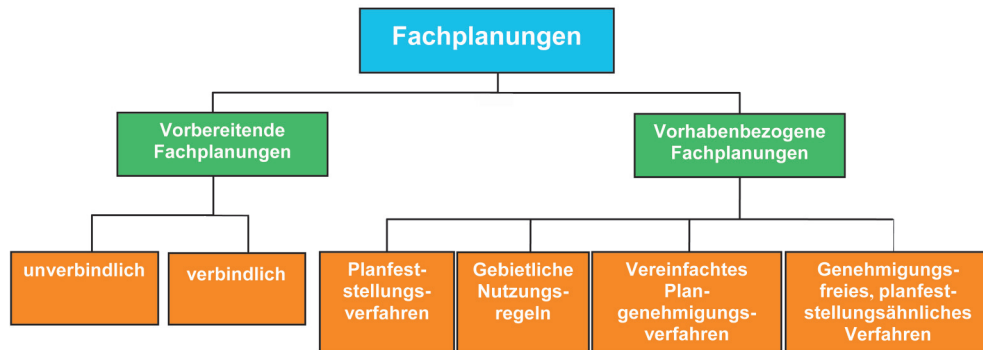 Fachplanungen
Vorbereitende
Fachplanungen
Vorhabenbezogene
Fachplanungen
unverbindlich
verbindlich
Planfest-
stellungs-
verfahren
Gebietliche
Nutzungs-
regeln
Vereinfachtes
Plan-
genehmigungs-
verfahren
Genehmigungs-
freies, planfest-
stellungsähnliches
Verfahren